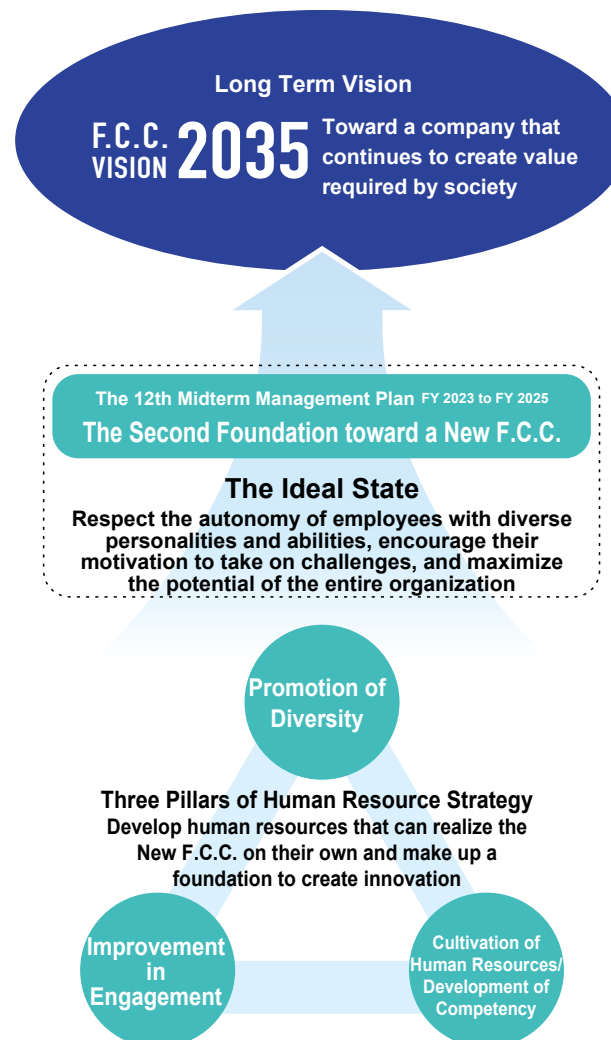 Long Term Vision
F.C.C.
VISION
2035
Toward a company that
continues to create value
required by society
The 12th Midterm Management Plan FY 2023 to FY 2025
The Second Foundation toward a New F.C.C.
The Ideal State
Respect the autonomy of employees with diverse
personalities and abilities, encourage their
motivation to take on challenges, and maximize
the potential of the entire organization
Promotion of
Diversity
Three Pillars of Human Resource Strategy
Develop human resources that can realize the
New F.C.C. on their own and make up a
foundation to create innovation
Improvement
in
Engagement
Cultivation of
Human Resources/
Development of
Competency